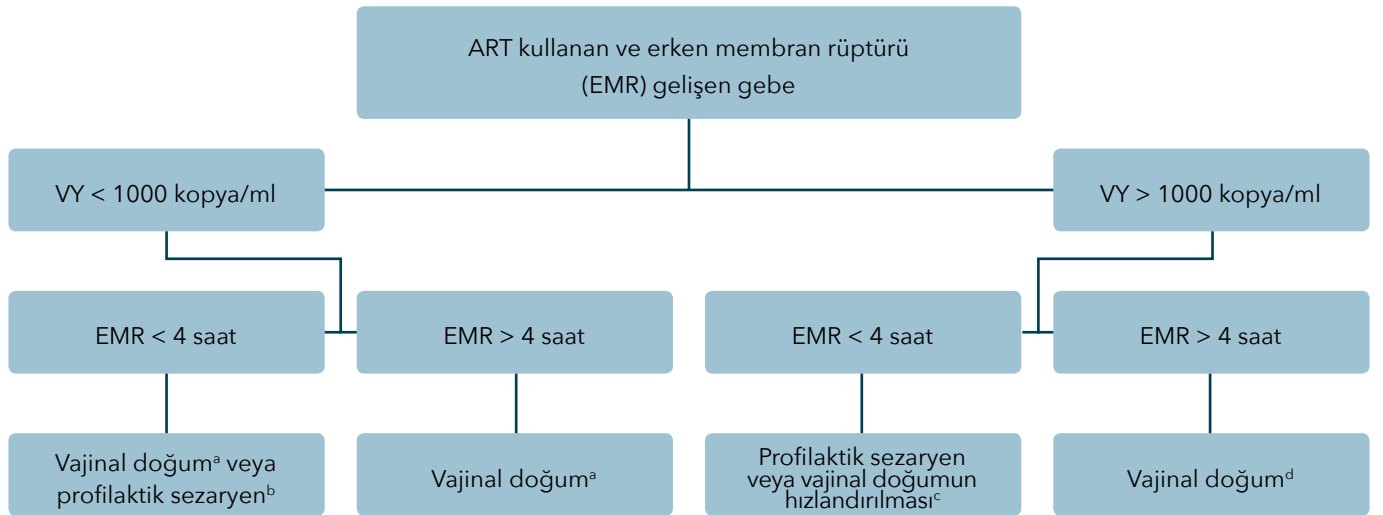 ART kullanan ve erken membran rüptürü
(EMR) gelişen gebe
VY < 1000 kopya/ml
VY > 1000 kopya/ml
EMR < 4 saat
EMR > 4 saat
EMR < 4 saat
EMR > 4 saat
Vajinal doğumᵃ veya
profilaktik sezaryenᵇ
Vajinal doğumᵃ
Profilaktik sezaryen
veya vajinal doğumun
hızlandırılmasıᶜ
Vajinal doğumᵈ